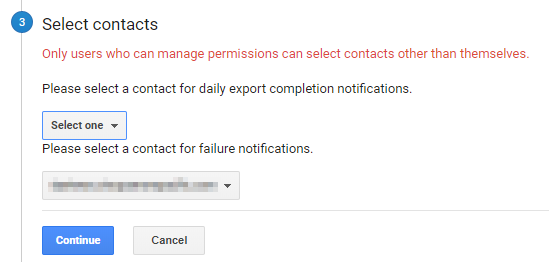 3
Select contacts
Only users who can manage permissions can select contacts other than themselves.
Please select a contact for daily export completion notifications.
Select one
Please select a contact for failure notifications.
Continue
Cancel